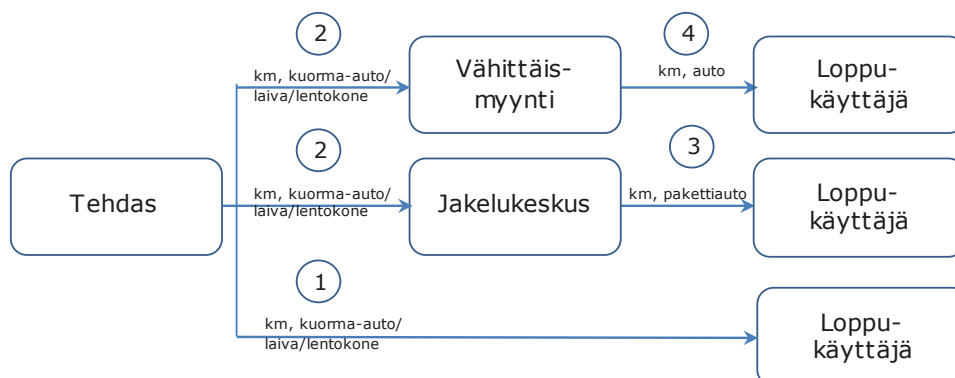 2
km, kuorma-auto/
laiva/lentokone
Vähittäis-
myynti
4
km, auto
Loppu-
käyttäjä
Tehdas
2
km, kuorma-auto/
laiva/lentokone
Jakelukeskus
3
km, pakettiauto
Loppu-
käyttäjä
1
km, kuorma-auto/
laiva/lentokone
Loppu-
käyttäjä